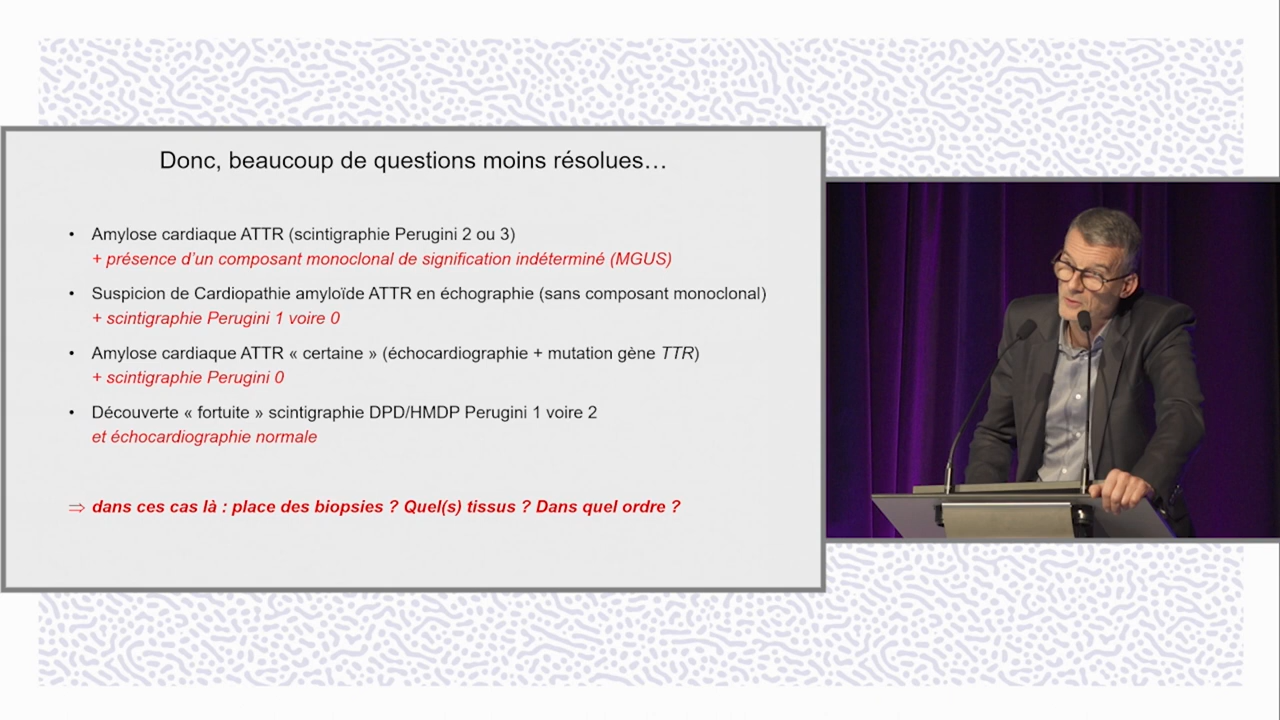 Donc, beaucoup de questions moins résolues…
• Amylose cardiaque ATTR (scintigraphie Perugini 2 ou 3)
+ présence d’un composant monoclonal de signification indéterminé (MGUS)
• Suspicion de Cardiopathie amyloïde ATTR en échographie (sans composant monoclonal)
+ scintigraphie Perugini 1 voire 0
• Amylose cardiaque ATTR « certaine » (échocardiographie + mutation gène TTR)
+ scintigraphie Perugini 0
• Découverte « fortuite » scintigraphie DPD/HMDP Perugini 1 voire 2
et échocardiographie normale
⇒ dans ces cas là : place des biopsies ? Quel(s) tissus ? Dans quel ordre ?